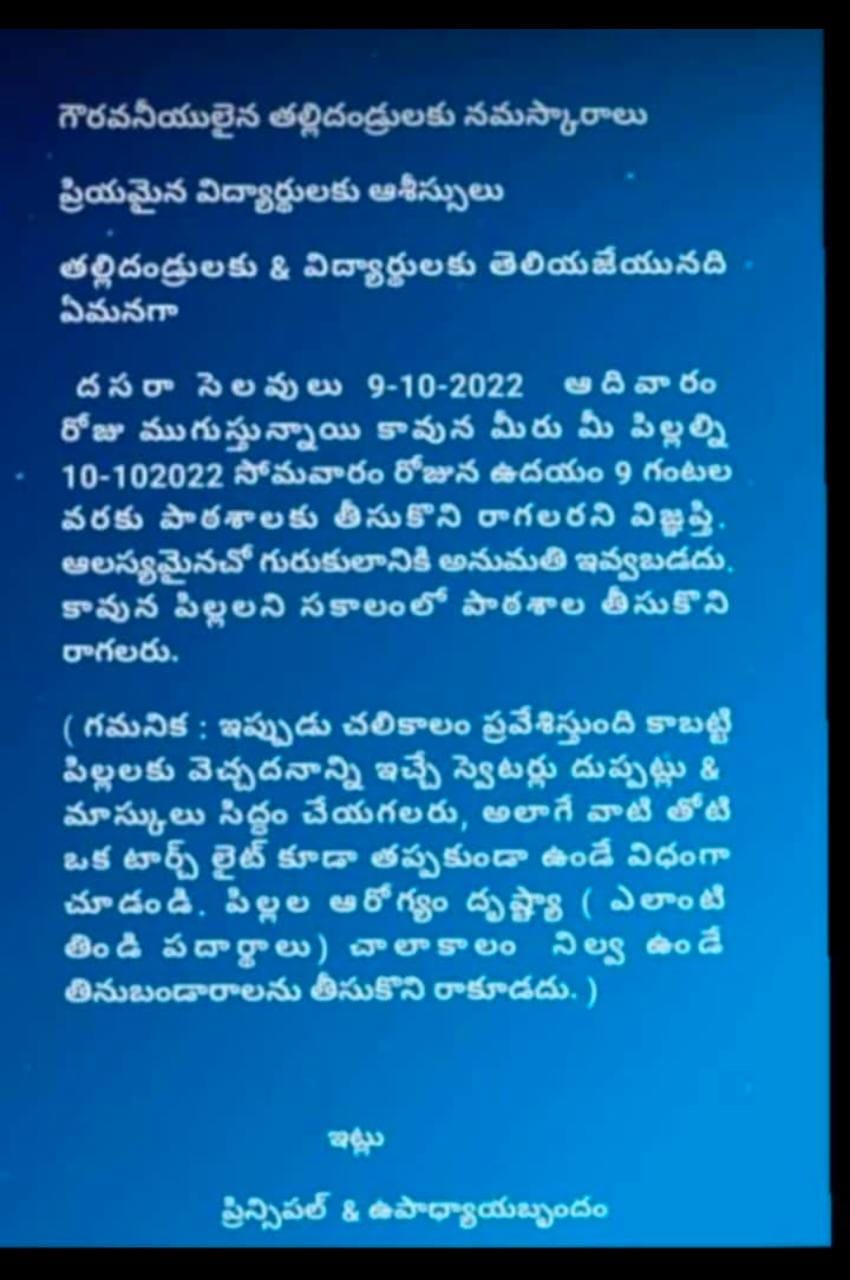 గౌరవనీయులైన తల్లిదండ్రులకు నమస్కారాలు
ప్రియమైన విద్యార్థులకు ఆశీస్సులు
తల్లిదండ్రులకు & విద్యార్థులకు తెలియజేయునది
ఏమనగా
దసరా సెలవులు 9-10-2022 ఆదివారం
రోజు ముగుస్తున్నాయి కావున మీరు మీ పిల్లల్ని
10-102022 సోమవారం రోజున ఉదయం 9 గంటల
వరకు పాఠశాలకు తీసుకొని రాగలరని విజ్ఞప్తి.
ఆలస్యమైనచో గురుకులానికి అనుమతి ఇవ్వబడదు.
కావున పిల్లలని సకాలంలో పాఠశాల తీసుకొని
రాగలరు.
( గమనిక : ఇప్పుడు చలికాలం ప్రవేశిస్తుంది కాబట్టి
పిల్లలకు వెచ్చదనాన్ని ఇచ్చే స్వెటర్లు దుప్పట్లు &
మాస్కులు సిద్ధం చేయగలరు, అలాగే వాటి తోటి
ఒక టార్చ్ లైట్ కూడా తప్పకుండా ఉండే విధంగా
చూడండి. పిల్లల ఆరోగ్యం దృష్ట్యా ( ఎలాంటి
తిండి పదార్థాలు) చాలాకాలం నిల్వ ఉండే
తినుబండారాలను తీసుకొని రాకూడదు. )
ఇట్లు
ప్రిన్సిపల్ & ఉపాధ్యాయబృందం